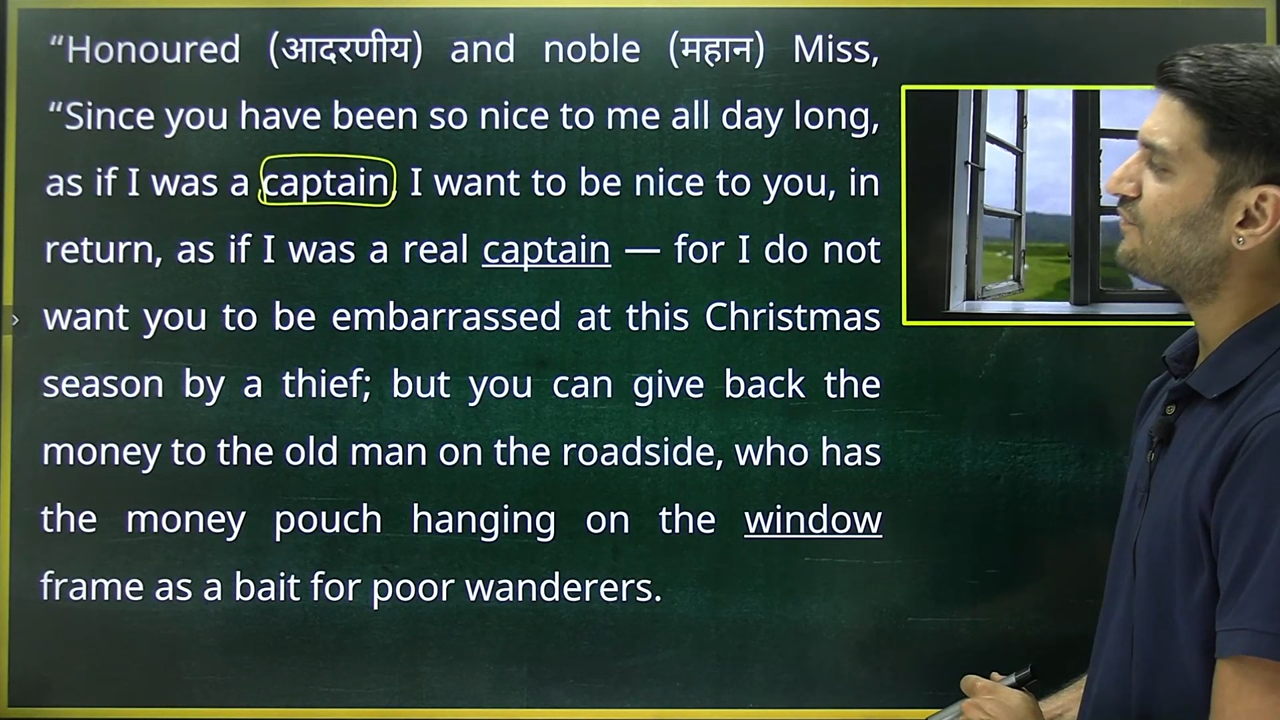 “Honoured (आदरणीय) and noble (महान) Miss,
“Since you have been so nice to me all day long,
as if I was a captain, I want to be nice to you, in
return, as if I was a real captain — for I do not
want you to be embarrassed at this Christmas
season by a thief; but you can give back the
money to the old man on the roadside, who has
the money pouch hanging on the window
frame as a bait for poor wanderers.